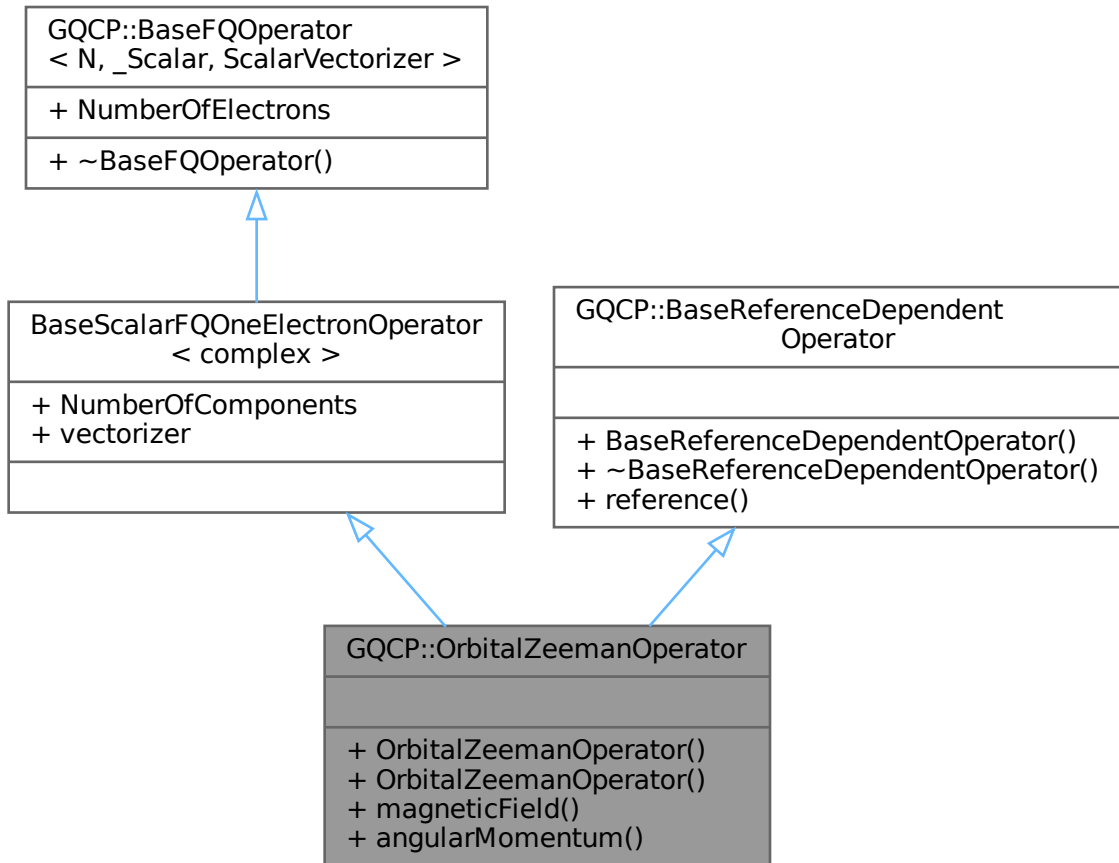 GQCP::BaseFQOperator
< N, _Scalar, ScalarVectorizer >
+ NumberOfElectrons
+ ~BaseFQOperator()
BaseScalarFQOneElectronOperator
< complex >
+ NumberOfComponents
+ vectorizer
GQCP::BaseReferenceDependent
Operator
+ BaseReferenceDependentOperator()
+ ~BaseReferenceDependentOperator()
+ reference()
GQCP::OrbitalZeemanOperator
+ OrbitalZeemanOperator()
+ OrbitalZeemanOperator()
+ magneticField()
+ angularMomentum()